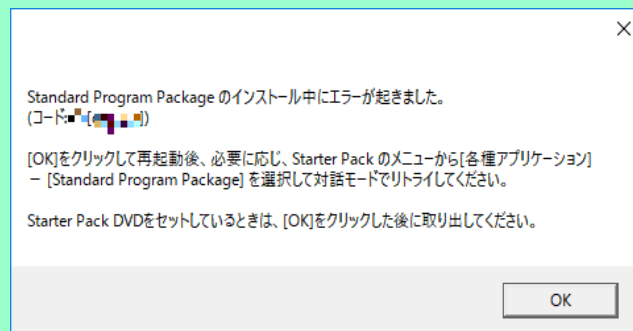 Standard Program Package のインストール中にエラーが起きました。
(コード:[])
[OK]をクリックして再起動後、必要に応じ、Starter Pack のメニューから[各種アプリケーション]
− [Standard Program Package] を選択して対話モードでリトライしてください。
Starter Pack DVDをセットしているときは、[OK]をクリックした後に取り出してください。
OK